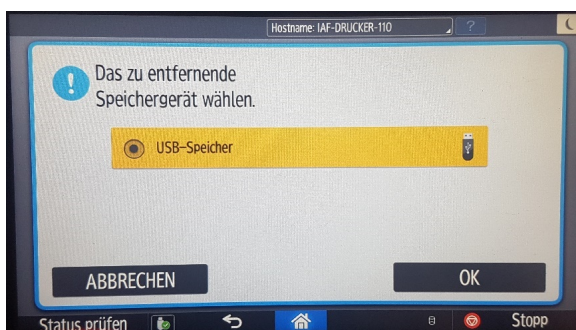 Hostname: IAF-DRUCKER-110
?
Das zu entfernende
Speichergerät wählen.
USB-Speicher
ABBRECHEN
OK
Status prüfen
Stopp